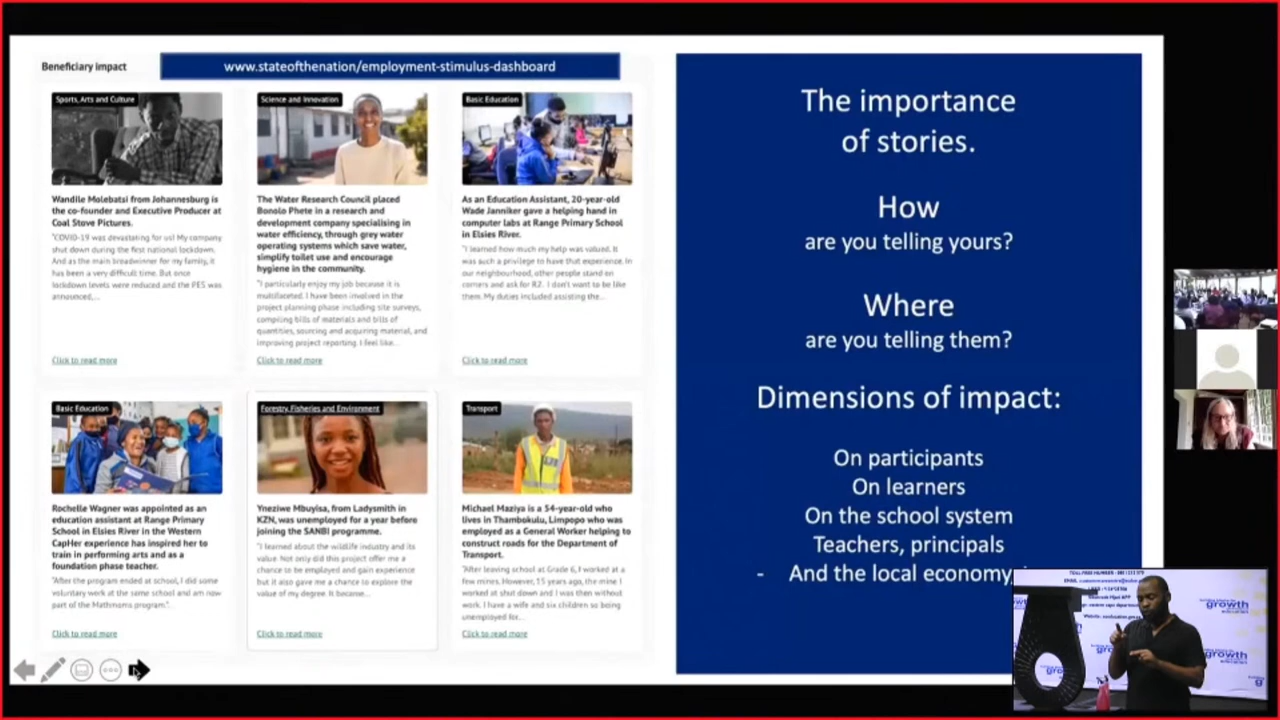 Beneficiary impact
www.stateofthenation/employment-stimulus-dashboard
Sports, Arts and Culture
Wandile Molebatsi from Johannesburg is
the co-founder and Executive Producer at
Coal Stove Pictures.
"COVID-19 was devastating for us! My company
shut down during the first national lockdown.
And as the main breadwinner for my family, it
has been a very difficult time. But once
lockdown levels were reduced and the PES was
announced,...
Click to read more
Science and Innovation
The Water Research Council placed
Bonolo Phete in a research and
development company specialising in
water efficiency, through grey water
operating systems which save water,
simplify toilet use and encourage
hygiene in the community.
"I particularly enjoy my job because it is
multifaceted. I have been involved in the
project planning phase including site surveys,
compiling bills of materials and bills of
quantities, sourcing and acquiring material, and
improving project reporting. I feel like...
Click to read more
Basic Education
As an Education Assistant, 20-year-old
Wade Janniker gave a helping hand in
computer labs at Range Primary School
in Elsies River.
"I learned how much my help was valued. It
was such a privilege to have that experience. In
our neighbourhood, other people stand on
corners and ask for R2. I don't want to be like
them. My duties included assisting the...
Click to read more
Basic Education
Rochelle Wagner was appointed as an
education assistant at Range Primary
School in Elsies River in the Western
CapHer experience has inspired her to
train in performing arts and as a
foundation phase teacher.
"After the program ended at school, I did some
voluntary work at the same school and am now
part of the Mathmoms program".
Click to read more
Forestry, Fisheries and Environment
Yneziwe Mbuyisa, from Ladysmith in
KZN, was unemployed for a year before
joining the SANBI programme.
"I learned about the wildlife industry and its
value. Not only did this project offer me a
chance to be employed and gain experience
but it also gave me a chance to explore the
value of my degree. It became...
Click to read more
Transport
Michael Maziya is a 54-year-old who
lives in Thambokulu, Limpopo who was
employed as a General Worker helping to
construct roads for the Department of
Transport.
"After leaving school at Grade 6, I worked at a
few mines. However, 15 years ago, the mine I
worked at shut down and I was then without
work. I have a wife and six children so being
unemployed for...
Click to read more
The importance
of stories.
How
are you telling yours?
Where
are you telling them?
Dimensions of impact:
On participants
On learners
On the school system
Teachers, principals
- And the local economy
growth
growth
growth